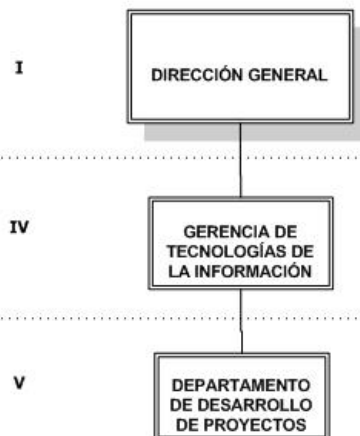 I
DIRECCIÓN GENERAL
IV
GERENCIA DE
TECNOLOGÍAS DE
LA INFORMACIÓN
V
DEPARTAMENTO
DE DESARROLLO
DE PROYECTOS